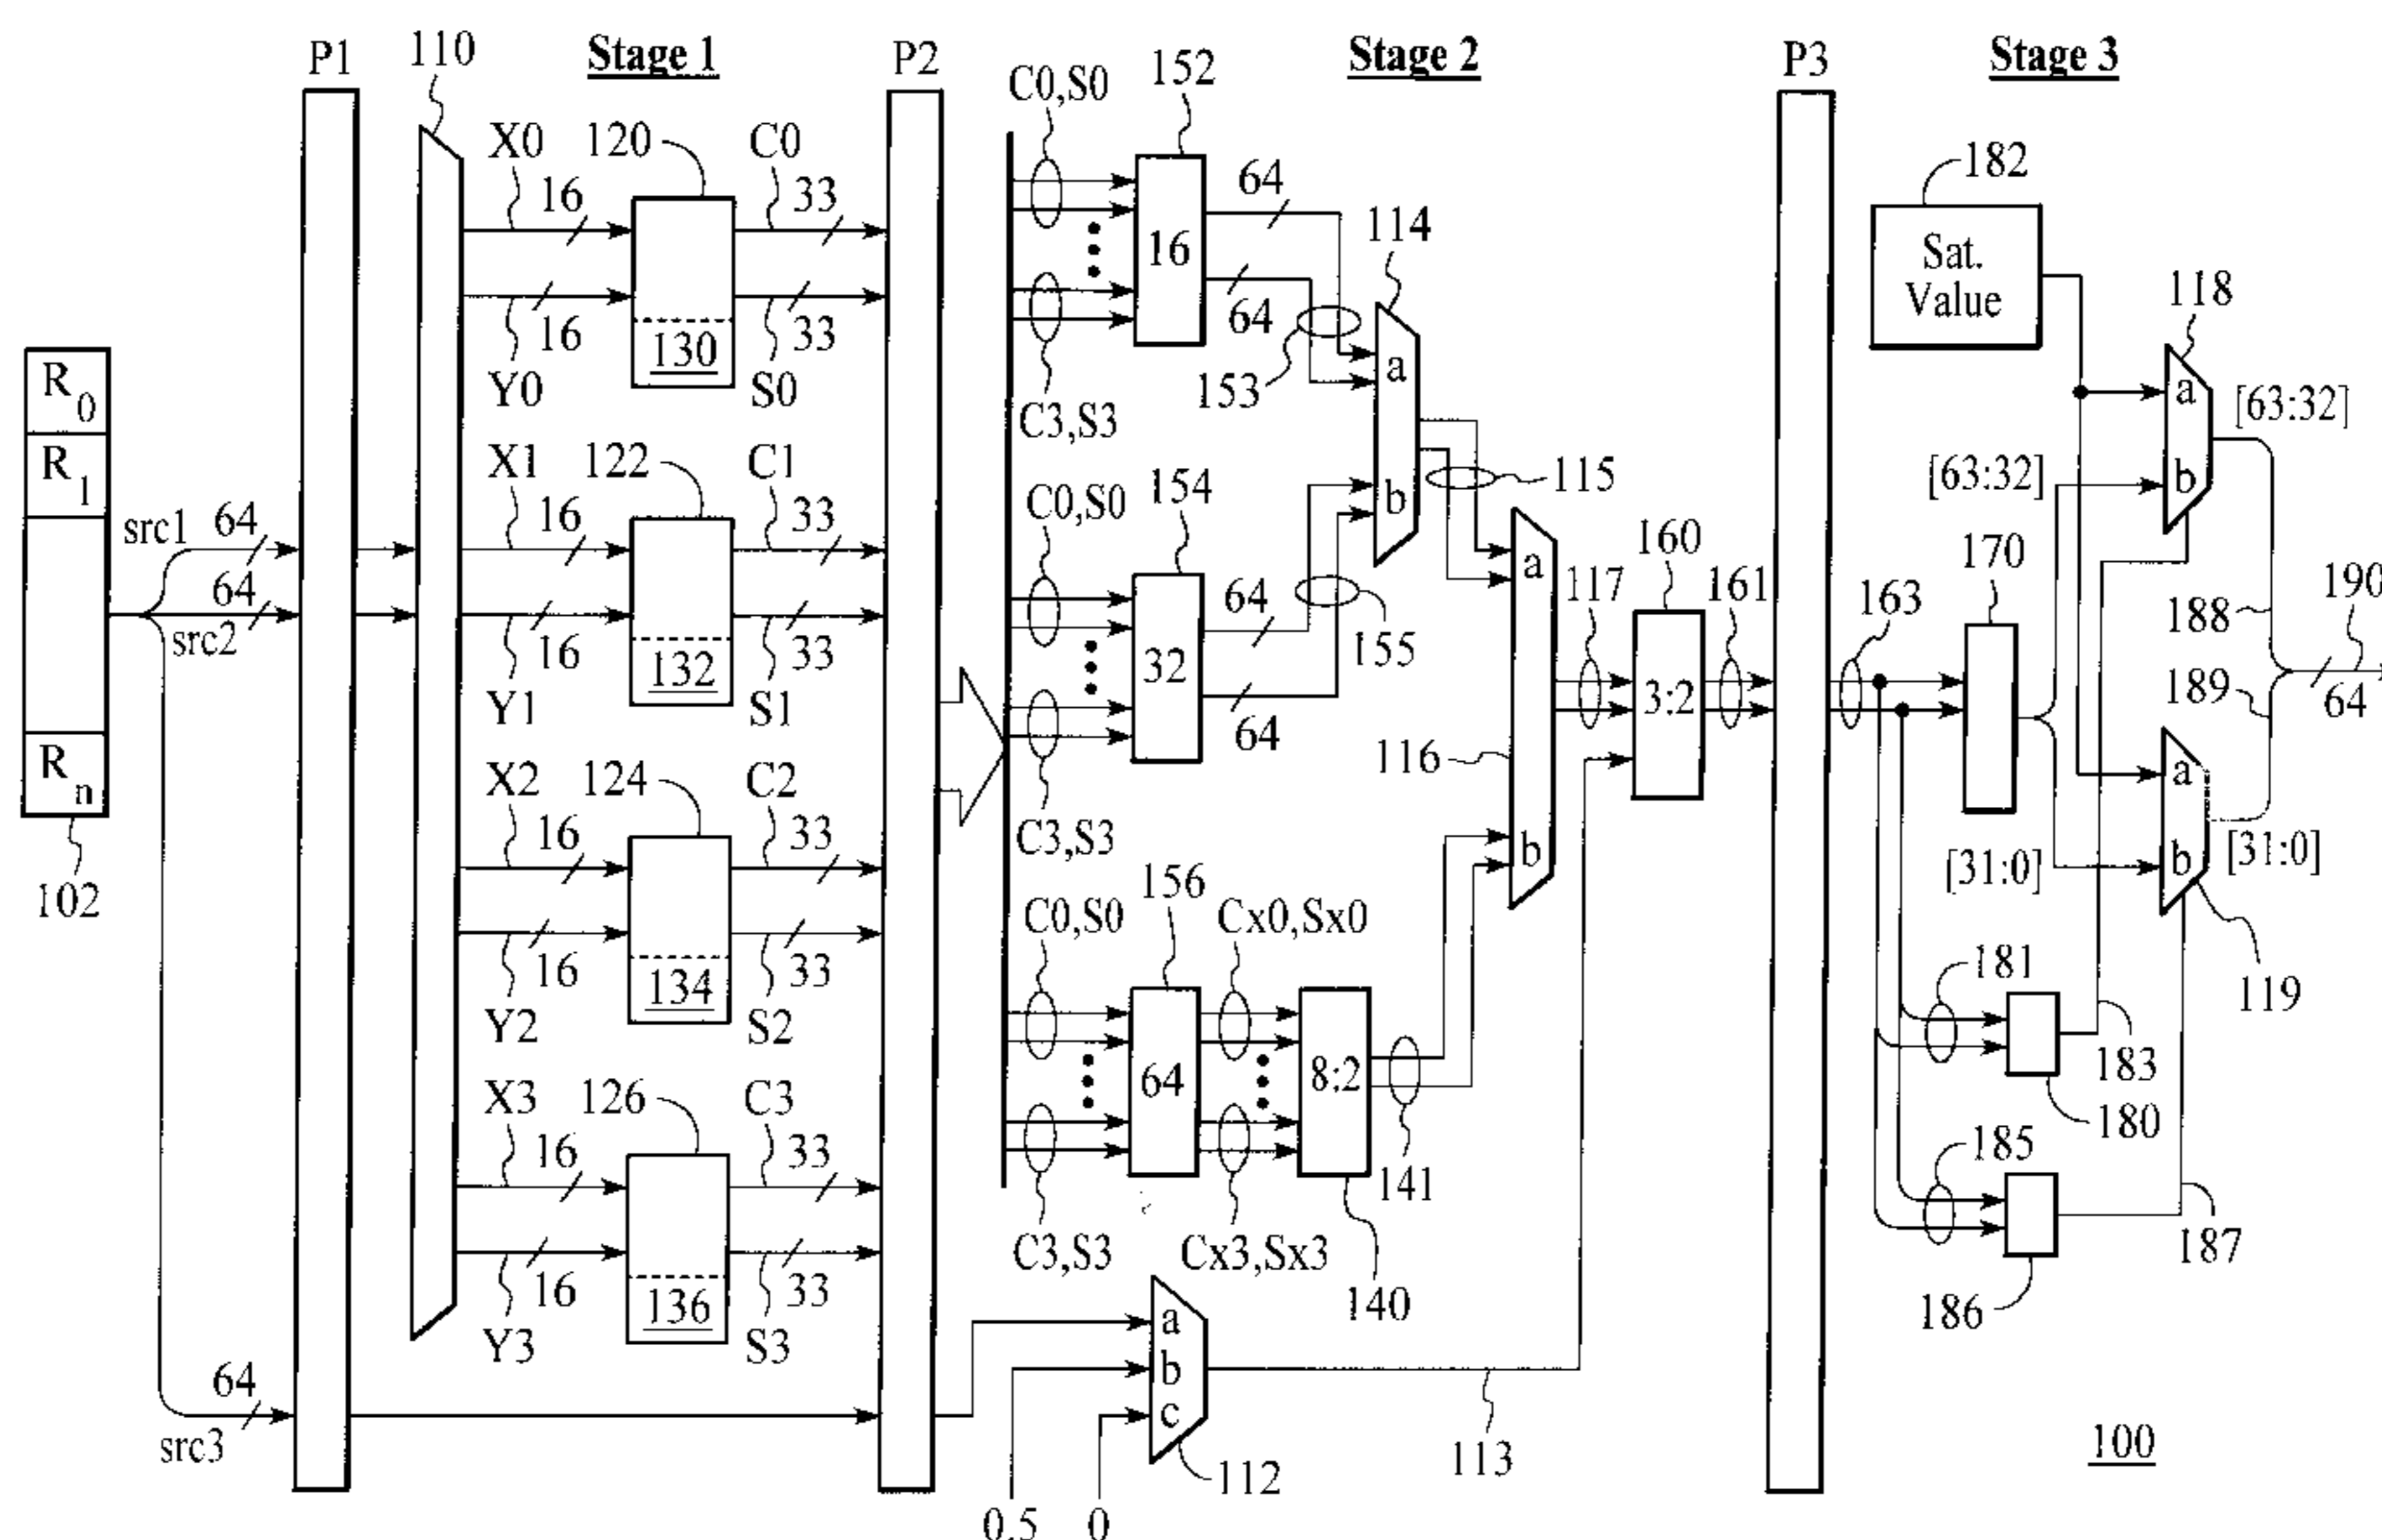 Stage 1
Stage 2
Stage 3
P1
110
P2
P3
R0
R1
Rn
102
src1
64
64
src2
64
src3
X0
16
120
C0
33
130
Y0
16
S0
33
X1
16
122
C1
33
132
Y1
16
S1
33
X2
16
124
C2
33
134
Y2
16
S2
33
X3
16
126
C3
33
136
Y3
16
S3
33
C0,S0
152
16
C3,S3
64
64
153
114
a
b
115
C0,S0
154
32
C3,S3
64
64
155
116
a
b
117
160
3:2
161
C0,S0
156
64
C3,S3
Cx0,Sx0
8:2
Cx3,Sx3
140
141
a
b
c
112
113
0.5
0
182
Sat.
Value
118
a
b
[63:32]
[63:32]
163
170
188
190
64
189
a
b
[31:0]
[31:0]
119
181
183
180
185
187
186
100